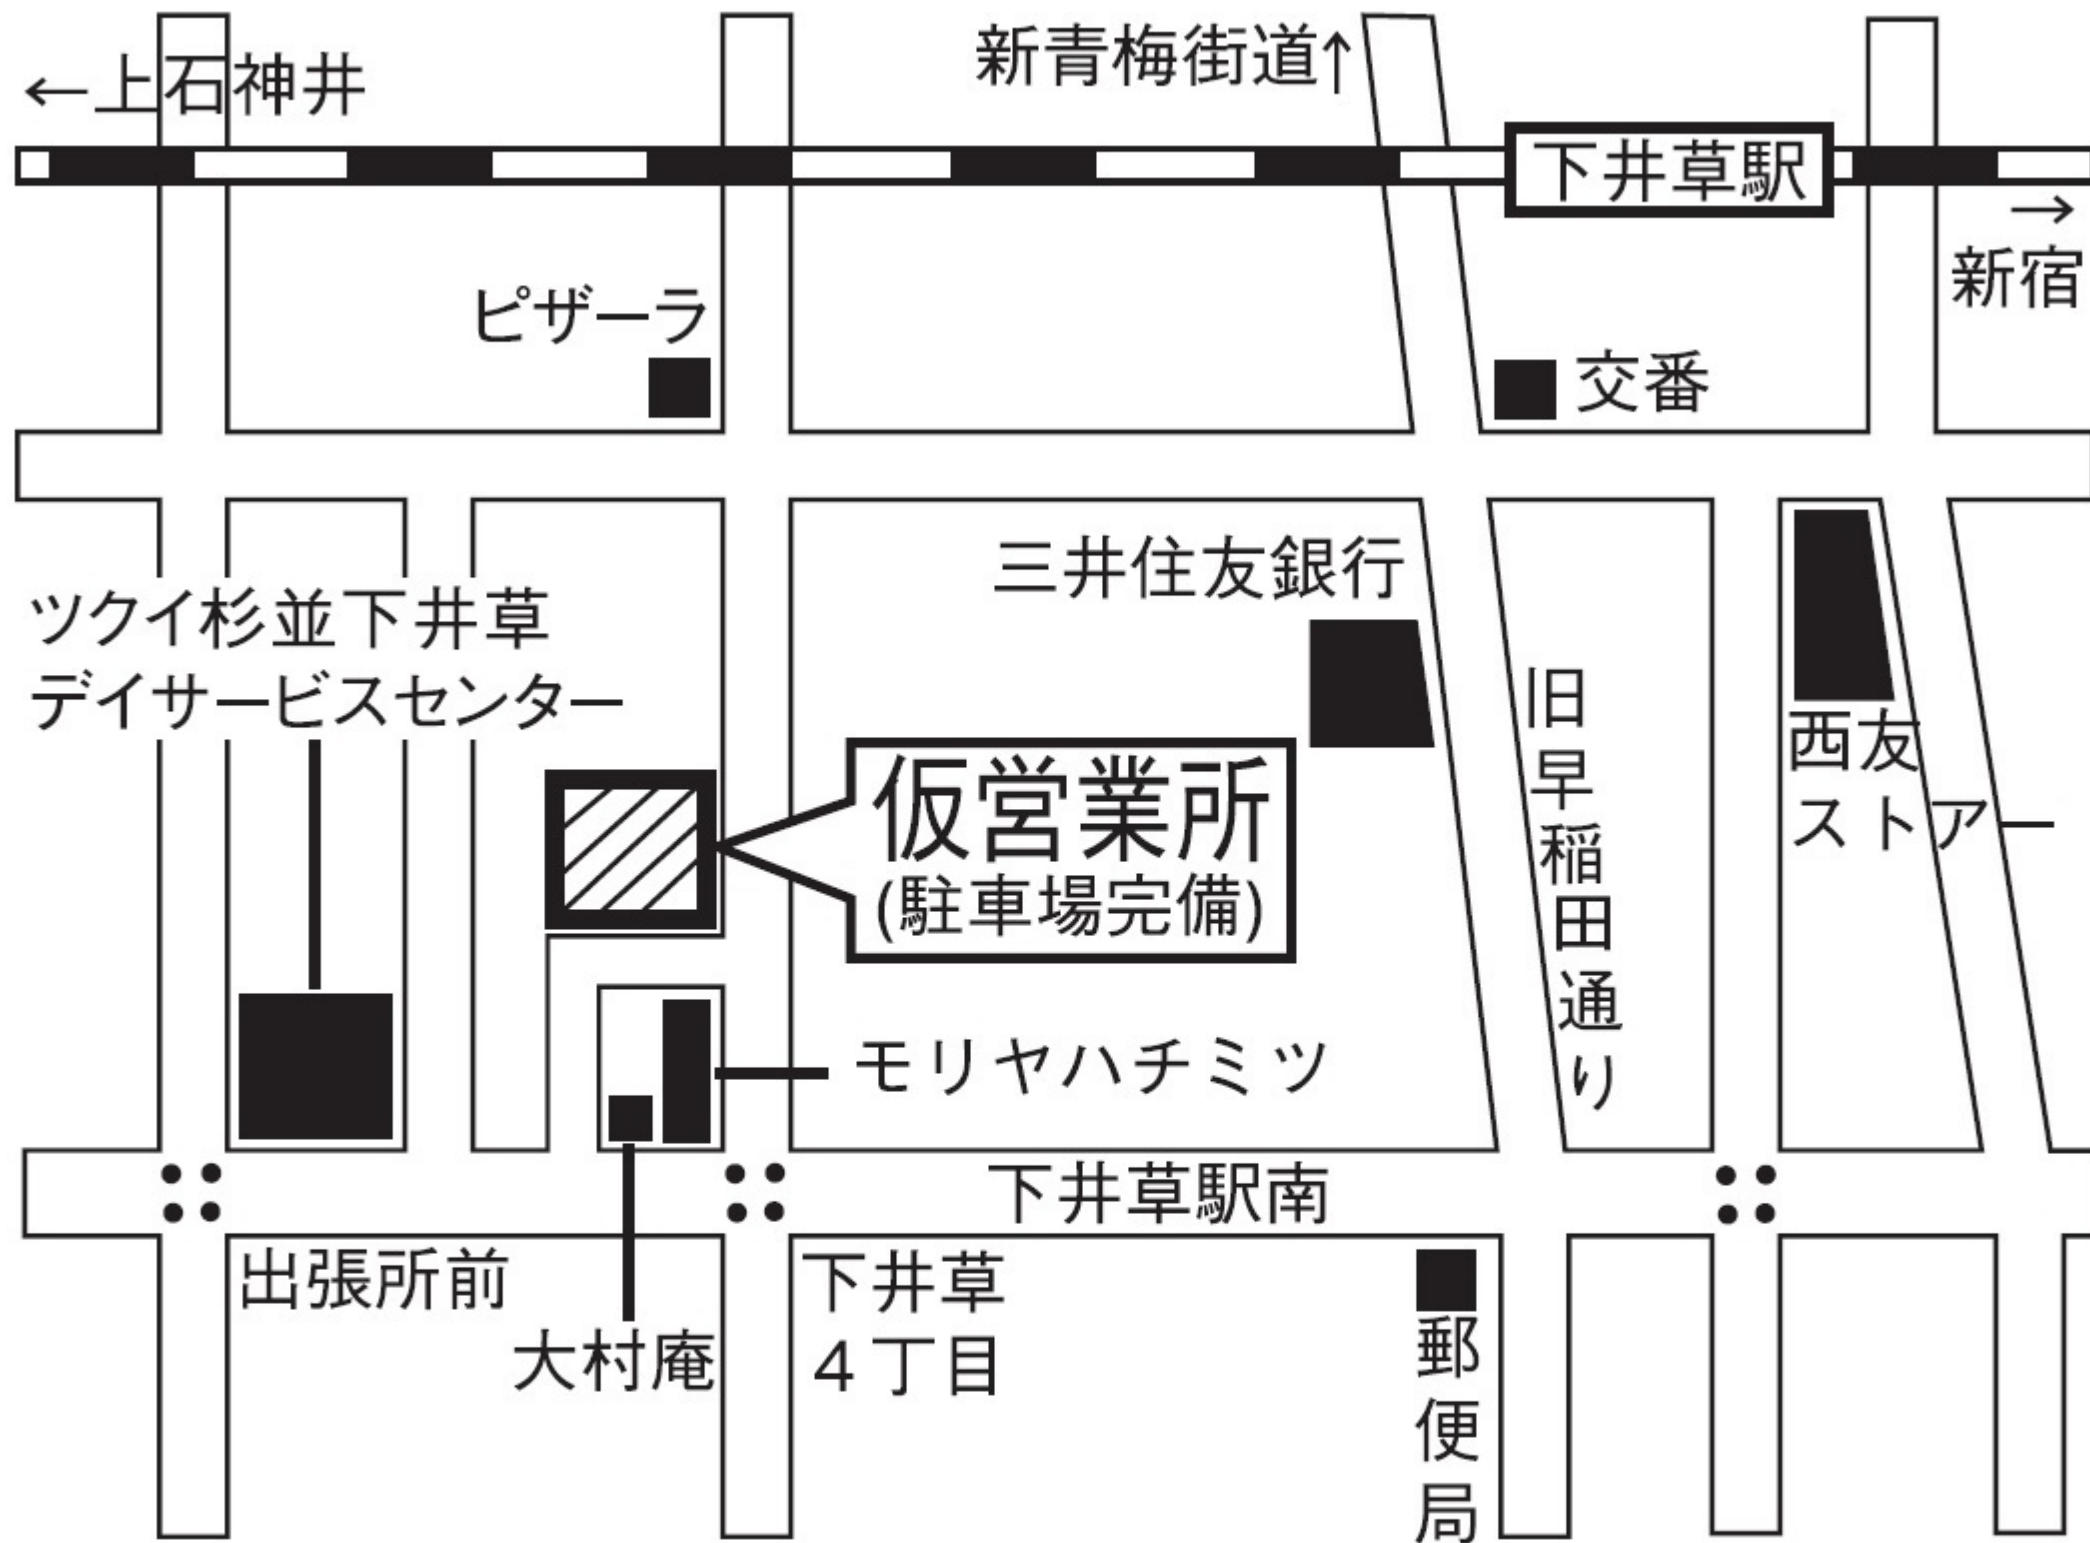 ←上石神井
新青梅街道↑
下井草駅
→
新宿
ピザーラ
交番
三井住友銀行
ツクイ杉並下井草
デイサービスセンター
旧早稲田通り
西友
ストアー
仮営業所
(駐車場完備)
モリヤハチミツ
下井草駅南
出張所前
大村庵
下井草
４丁目
郵便局